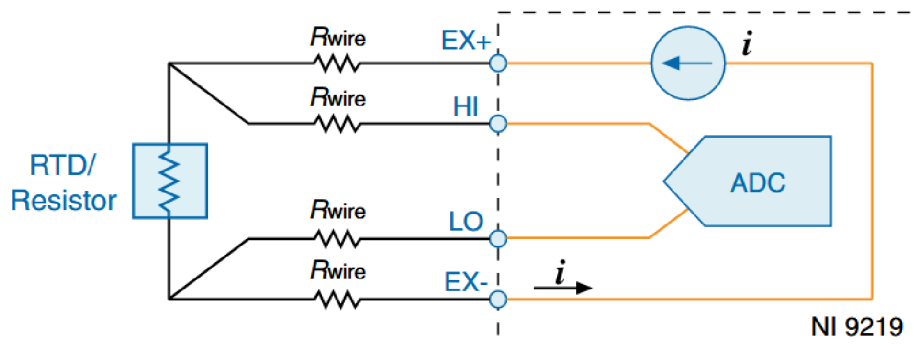 Rwire
EX+
i
Rwire
HI
RTD/
Resistor
ADC
Rwire
LO
Rwire
EX-
i
NI 9219